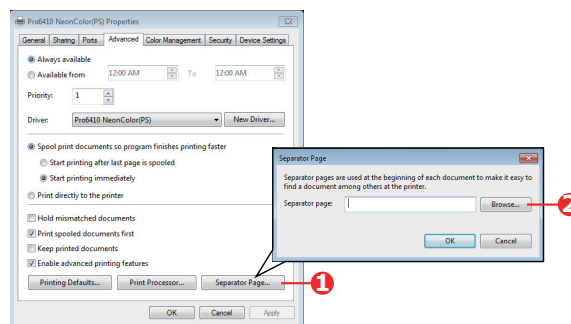 Pro6410 NeonColor(PS) Properties
General Sharing Ports Advanced Color Management Security Device Settings
Always available
Available from 12:00 AM To 12:00 AM
Priority: 1
Driver: Pro6410 NeonColor(PS) New Driver...
Spool print documents so program finishes printing faster
Start printing after last page is spooled
Start printing immediately
Print directly to the printer
Hold mismatched documents
Print spooled documents first
Keep printed documents
Enable advanced printing features
Printing Defaults... Print Processor... Separator Page... 1
OK Cancel Apply
Separator Page
Separator pages are used at the beginning of each document to make it easy to
find a document among others at the printer.
Separator page: Browse... 2
OK Cancel